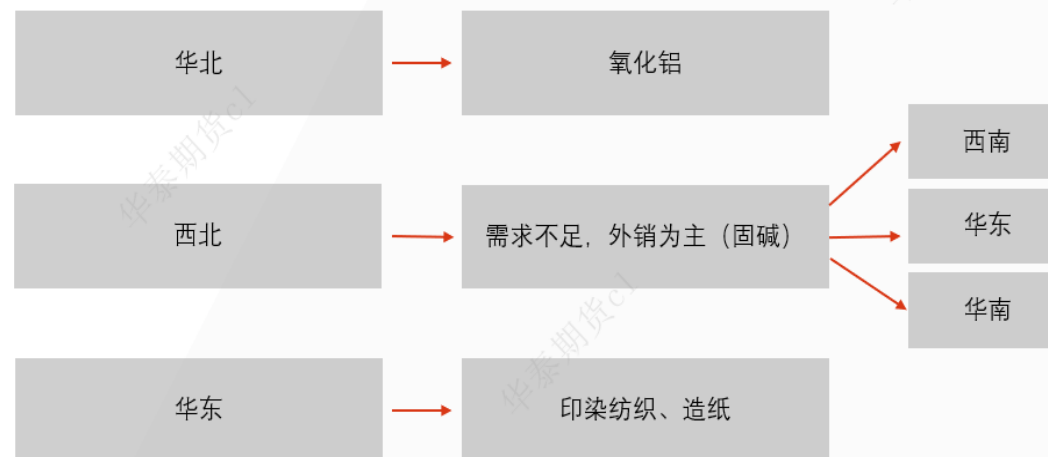 华北
氧化铝
西南
西北
需求不足，外销为主（固碱）
华东
华南
华东
印染纺织、造纸
华泰期货cl
华泰期货cl